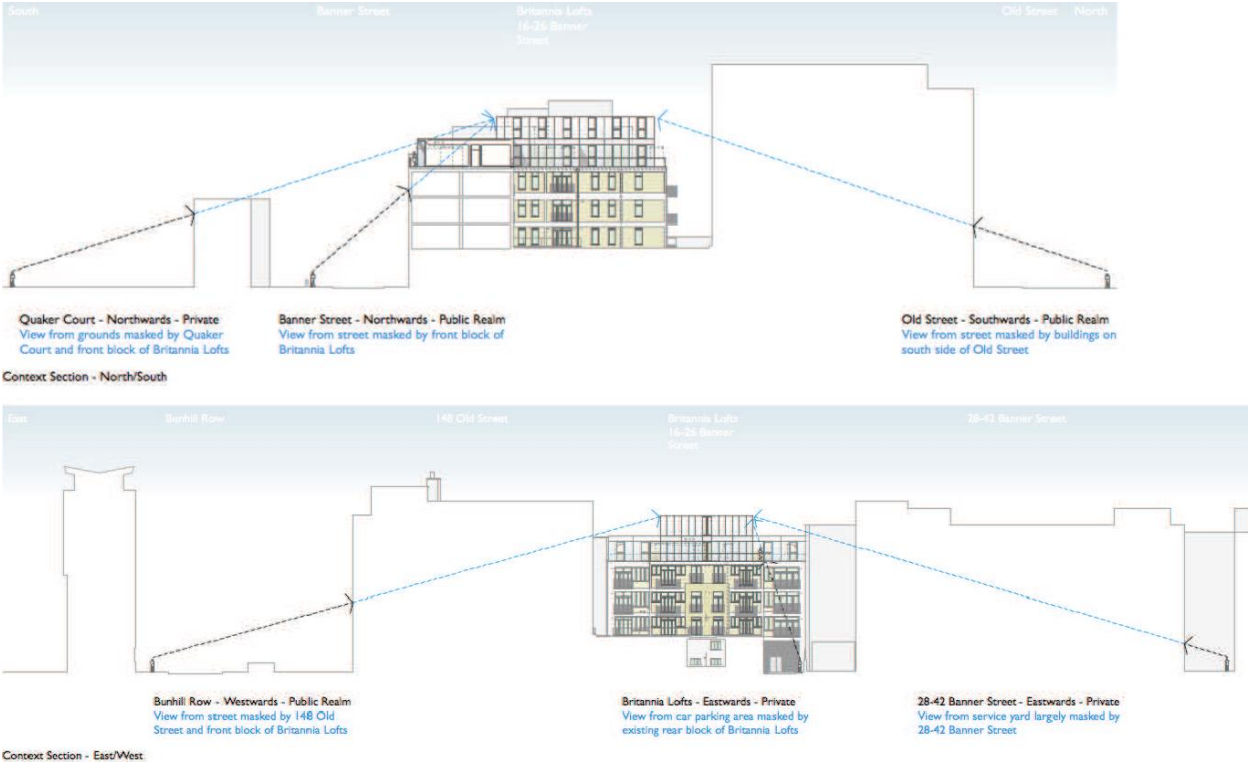 South
Banner Street
Britannia Lofts
16-26 Banner
Street
Old Street
North
Quaker Court - Northwards - Private
View from grounds masked by Quaker
Court and front block of Britannia Lofts
Banner Street - Northwards - Public Realm
View from street masked by front block of
Britannia Lofts
Old Street - Southwards - Public Realm
View from street masked by buildings on
south side of Old Street
Context Section - North/South
East
Bunhill Row
148 Old Street
Britannia Lofts
16-26 Banner
Street
28-42 Banner Street
Bunhill Row - Westwards - Public Realm
View from street masked by 148 Old
Street and front block of Britannia Lofts
Britannia Lofts - Eastwards - Private
View from car parking area masked by
existing rear block of Britannia Lofts
28-42 Banner Street - Eastwards - Private
View from service yard largely masked by
28-42 Banner Street
Context Section - East/West